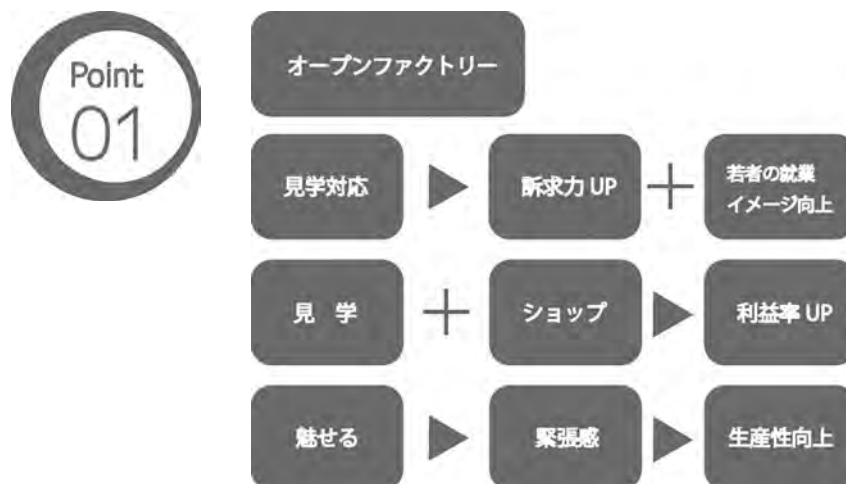 Point
01
オープンファクトリー
見学対応
訴求力 UP
若者の就業
イメージ向上
見　学
ショップ
利益率 UP
魅せる
緊張感
生産性向上